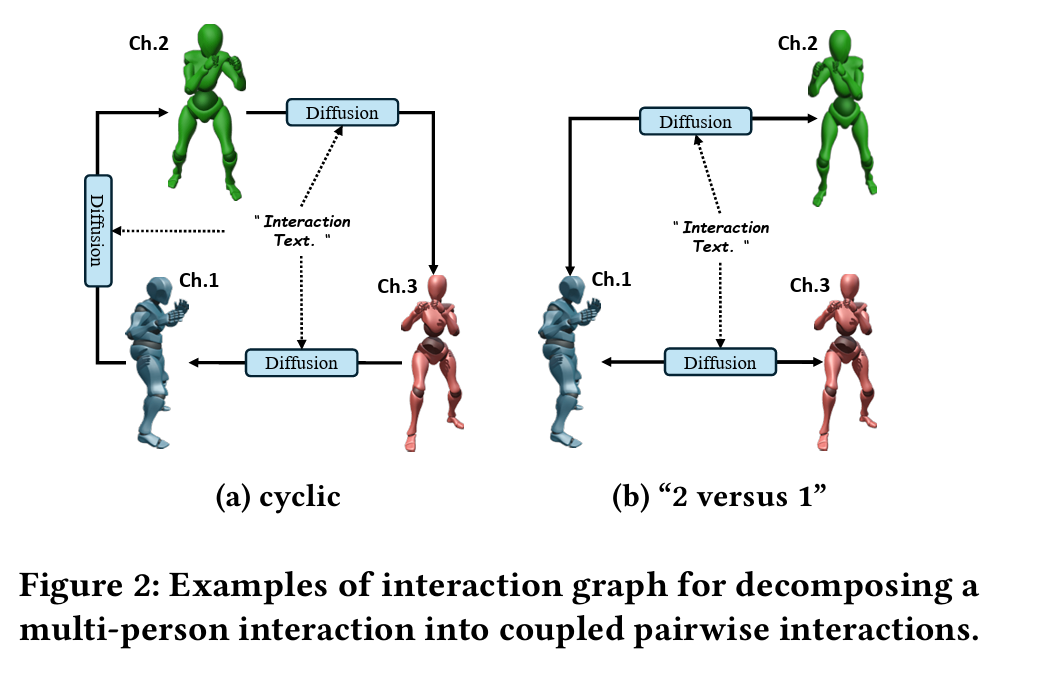 Ch.2
Diffusion
Diffusion
" Interaction
Text. "
Ch.1
Ch.3
Diffusion
(a) cyclic
Ch.2
Diffusion
" Interaction
Text. "
Ch.1
Ch.3
Diffusion
(b) “2 versus 1”
Figure 2: Examples of interaction graph for decomposing a
multi-person interaction into coupled pairwise interactions.